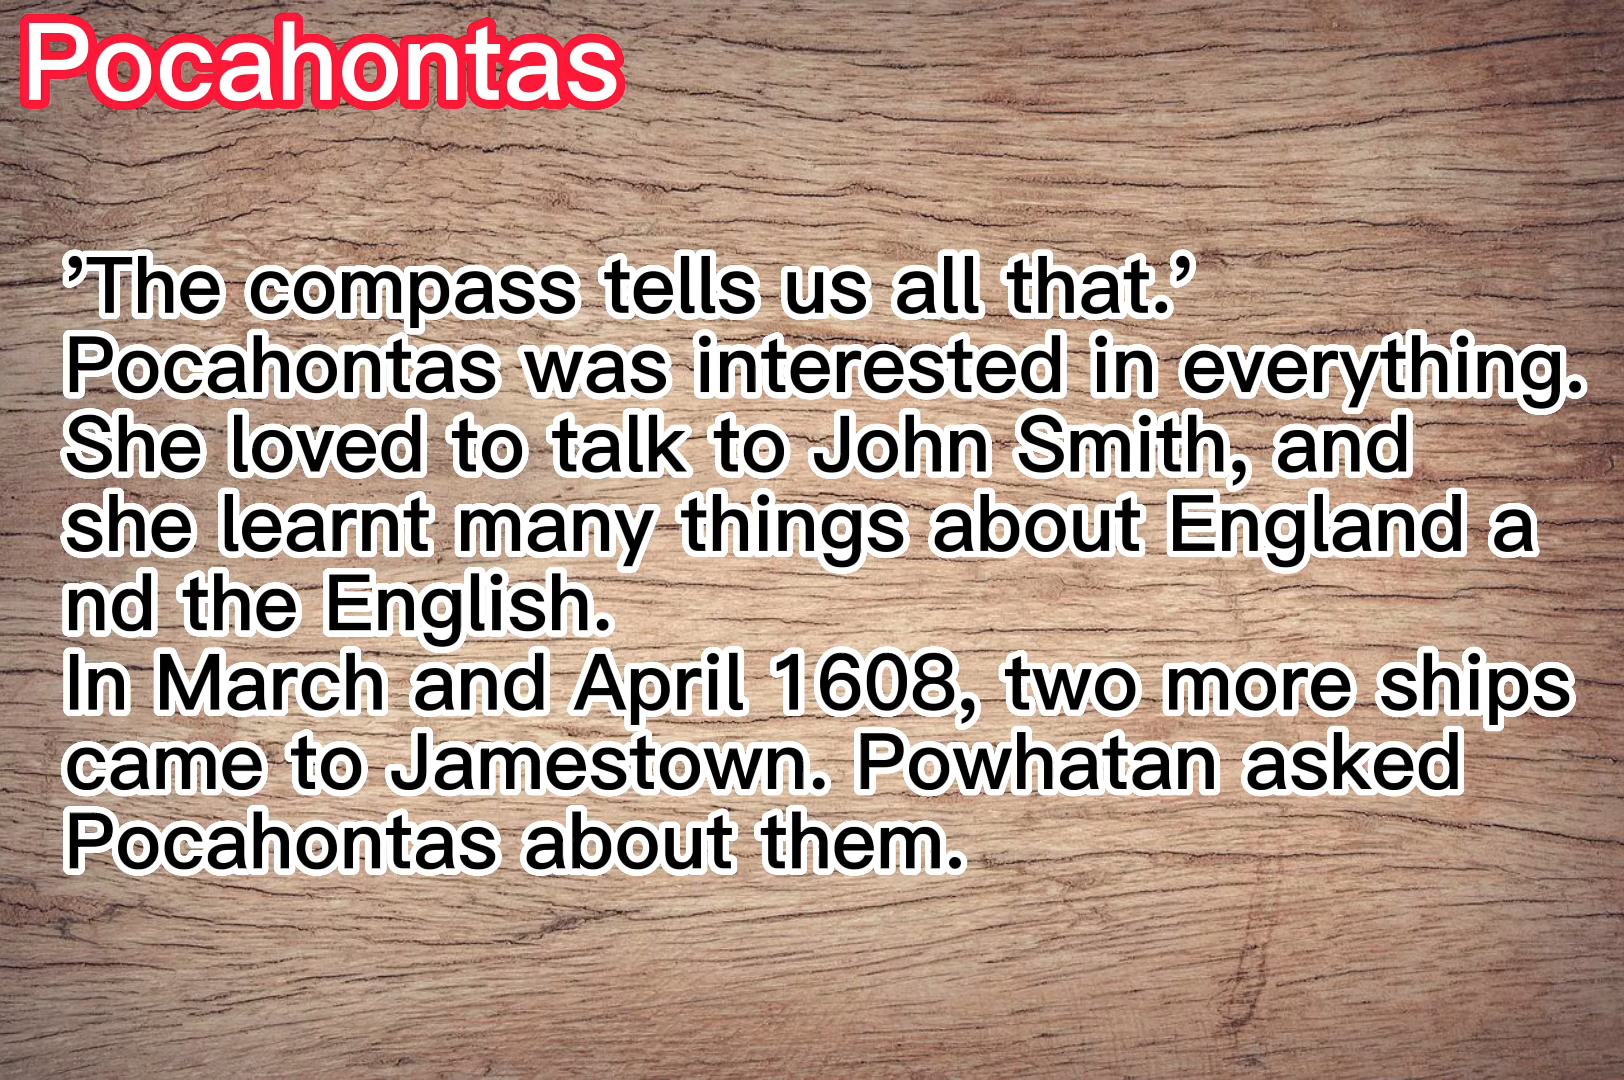 Pocahontas
’The compass tells us all that.’
Pocahontas was interested in everything.
She loved to talk to John Smith, and
she learnt many things about England a
nd the English.
In March and April 1608, two more ships
came to Jamestown. Powhatan asked
Pocahontas about them.